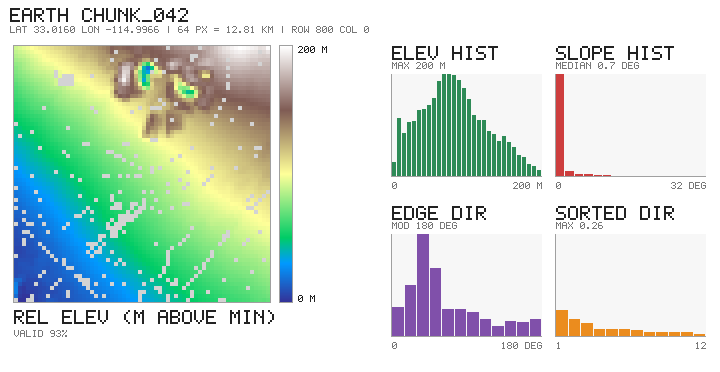 EARTH CHUNK_042
LAT 33.0160 LON -114.9966 | 64 PX = 12.81 KM | ROW 800 COL 0
200 M
0 M
REL ELEV (M ABOVE MIN)
VALID 93%
ELEV HIST
MAX 200 M
0 200 M
SLOPE HIST
MEDIAN 0.7 DEG
0 32 DEG
EDGE DIR
MOD 180 DEG
0 180 DEG
SORTED DIR
MAX 0.26
1 12